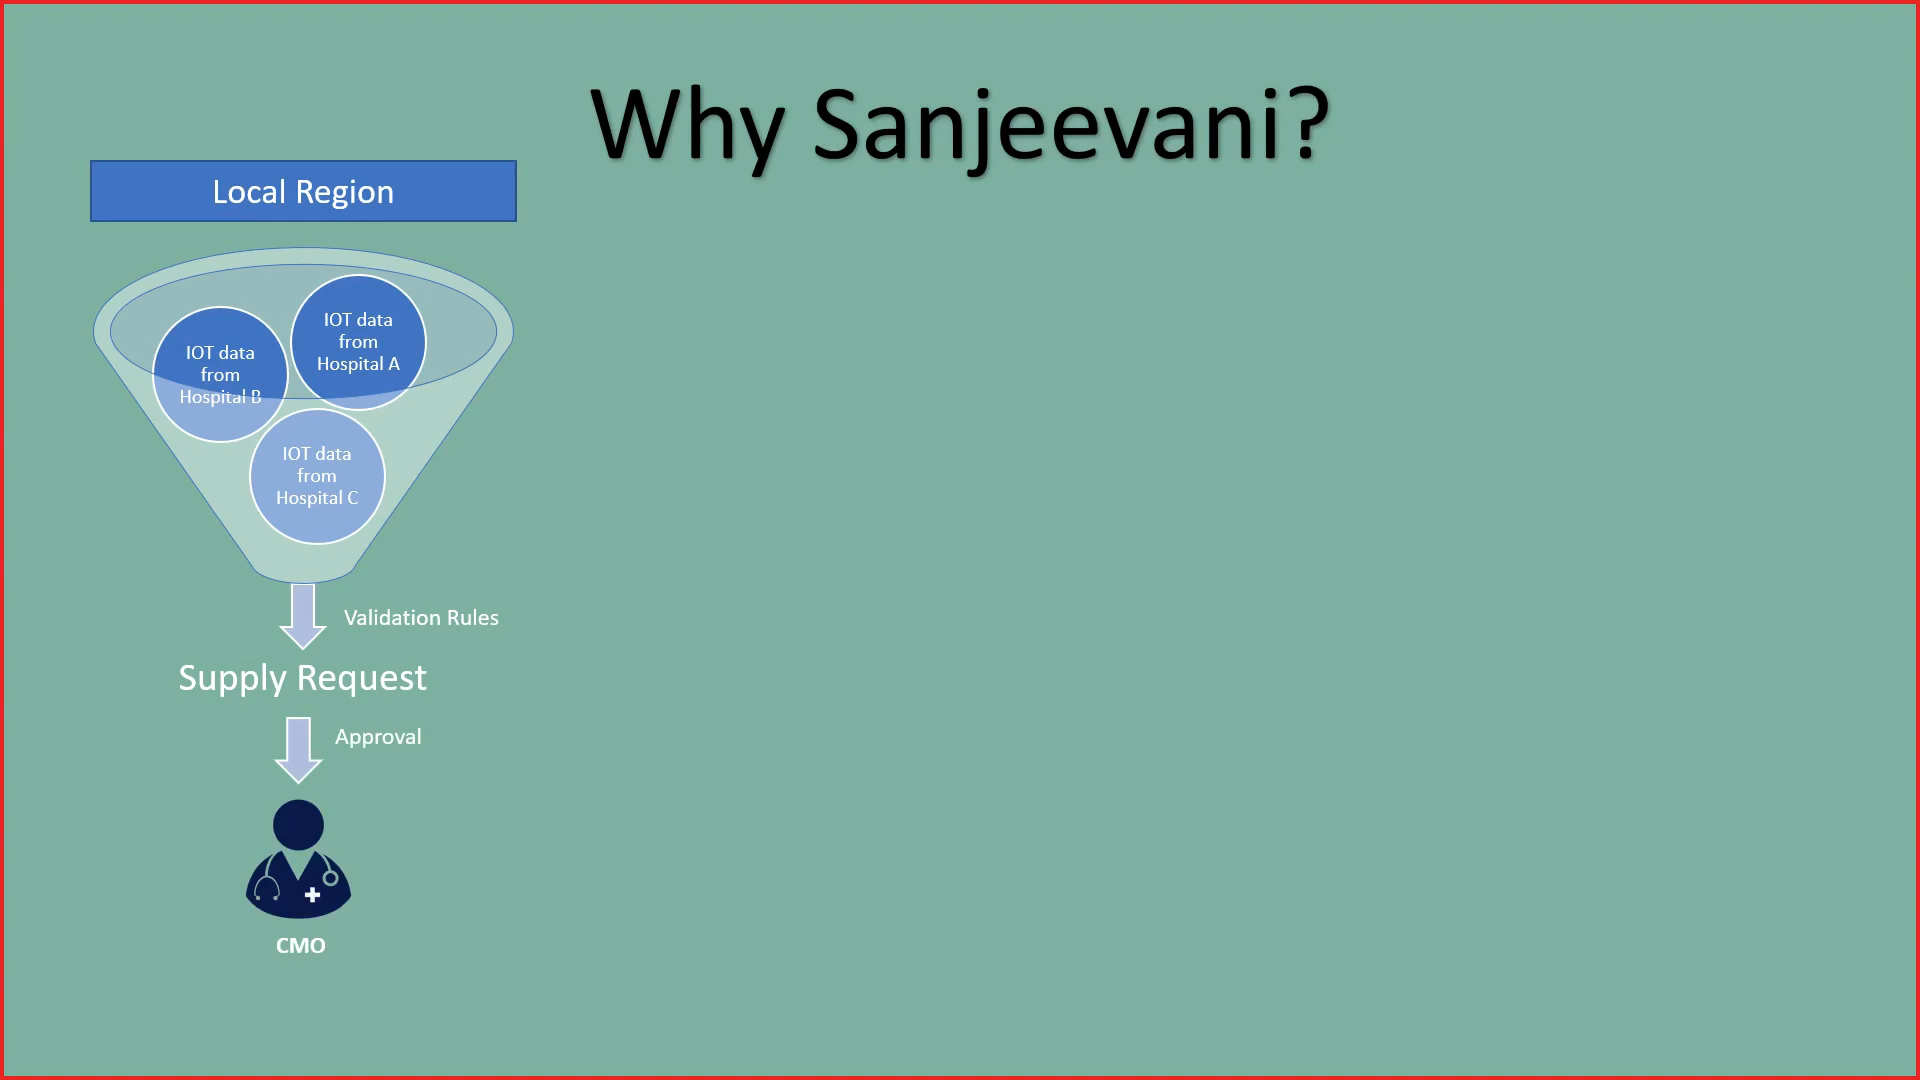 Why Sanjeevani?
Local Region
IOT data
from
Hospital A
IOT data
from
Hospital B
IOT data
from
Hospital C
Validation Rules
Supply Request
Approval
CMO